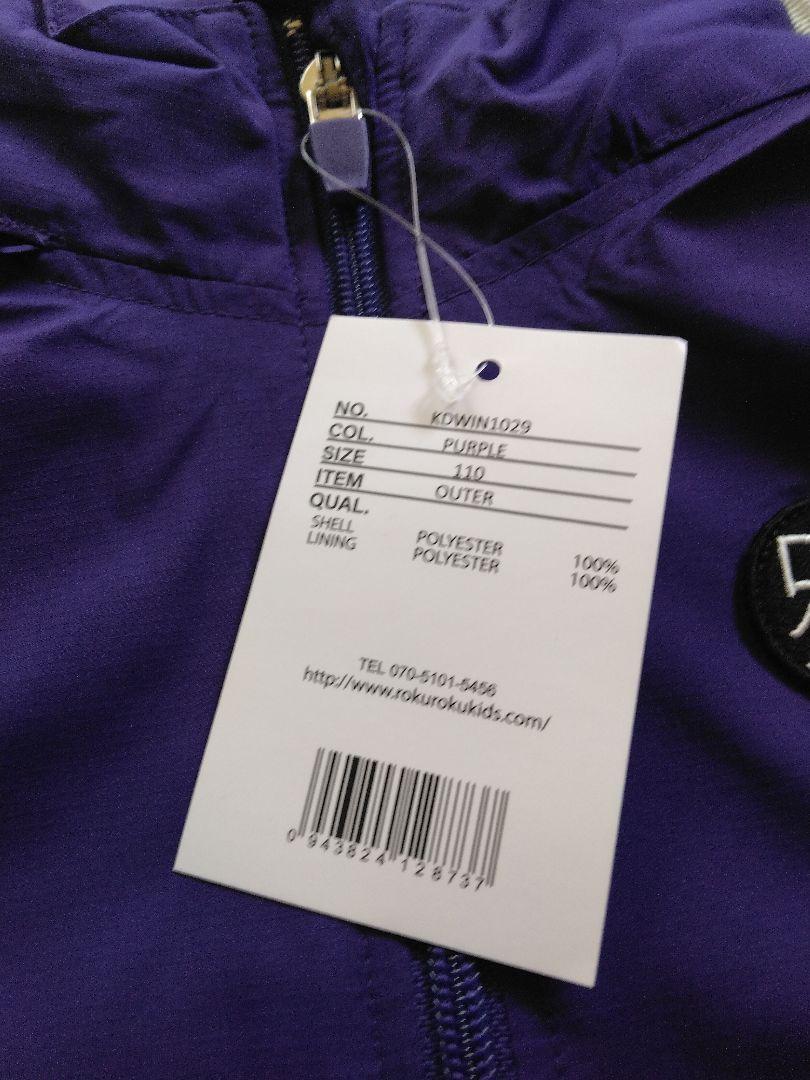 NO. KDWIN1029
COL. PURPLE
SIZE 110
ITEM OUTER
QUAL.
SHELL POLYESTER 100%
LINING POLYESTER 100%
TEL 070-5101-5456
http://www.rokurokukids.com/
0 943824 128737